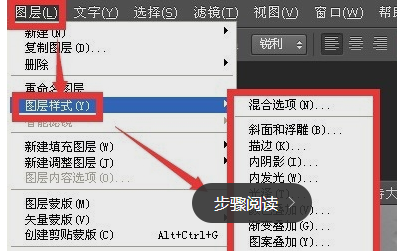 图层(L) 文字(Y) 选择(S) 滤镜(T) 视图(V) 窗口(W)
新建(N)
复制图层(D)...
删除
锐利
重命名图层
图层样式(Y)
智能滤镜
新建填充图层(W)
新建调整图层(J)
图层内容选项(O)...
图层蒙版(M)
矢量蒙版(V)
创建剪贴蒙版(C) Alt+Ctrl+G
混合选项(N)...
斜面和浮雕(B)...
描边(K)...
内阴影(I)...
内发光(W)...
步骤阅读
渐变叠加(G)...
图案叠加(Y)...